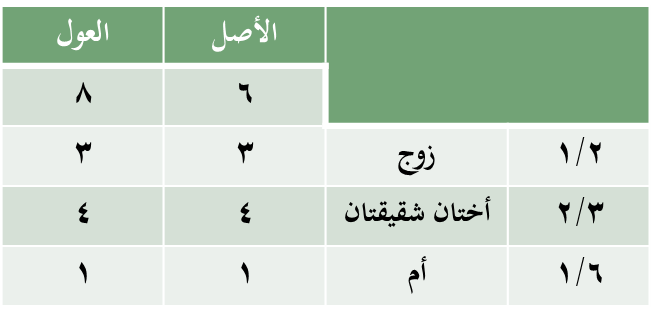 الأصل العول
٦ ٨
١/٢ زوج ٣ ٣
٢/٣ أختان شقيقتان ٤ ٤
١/٦ أم ١ ١